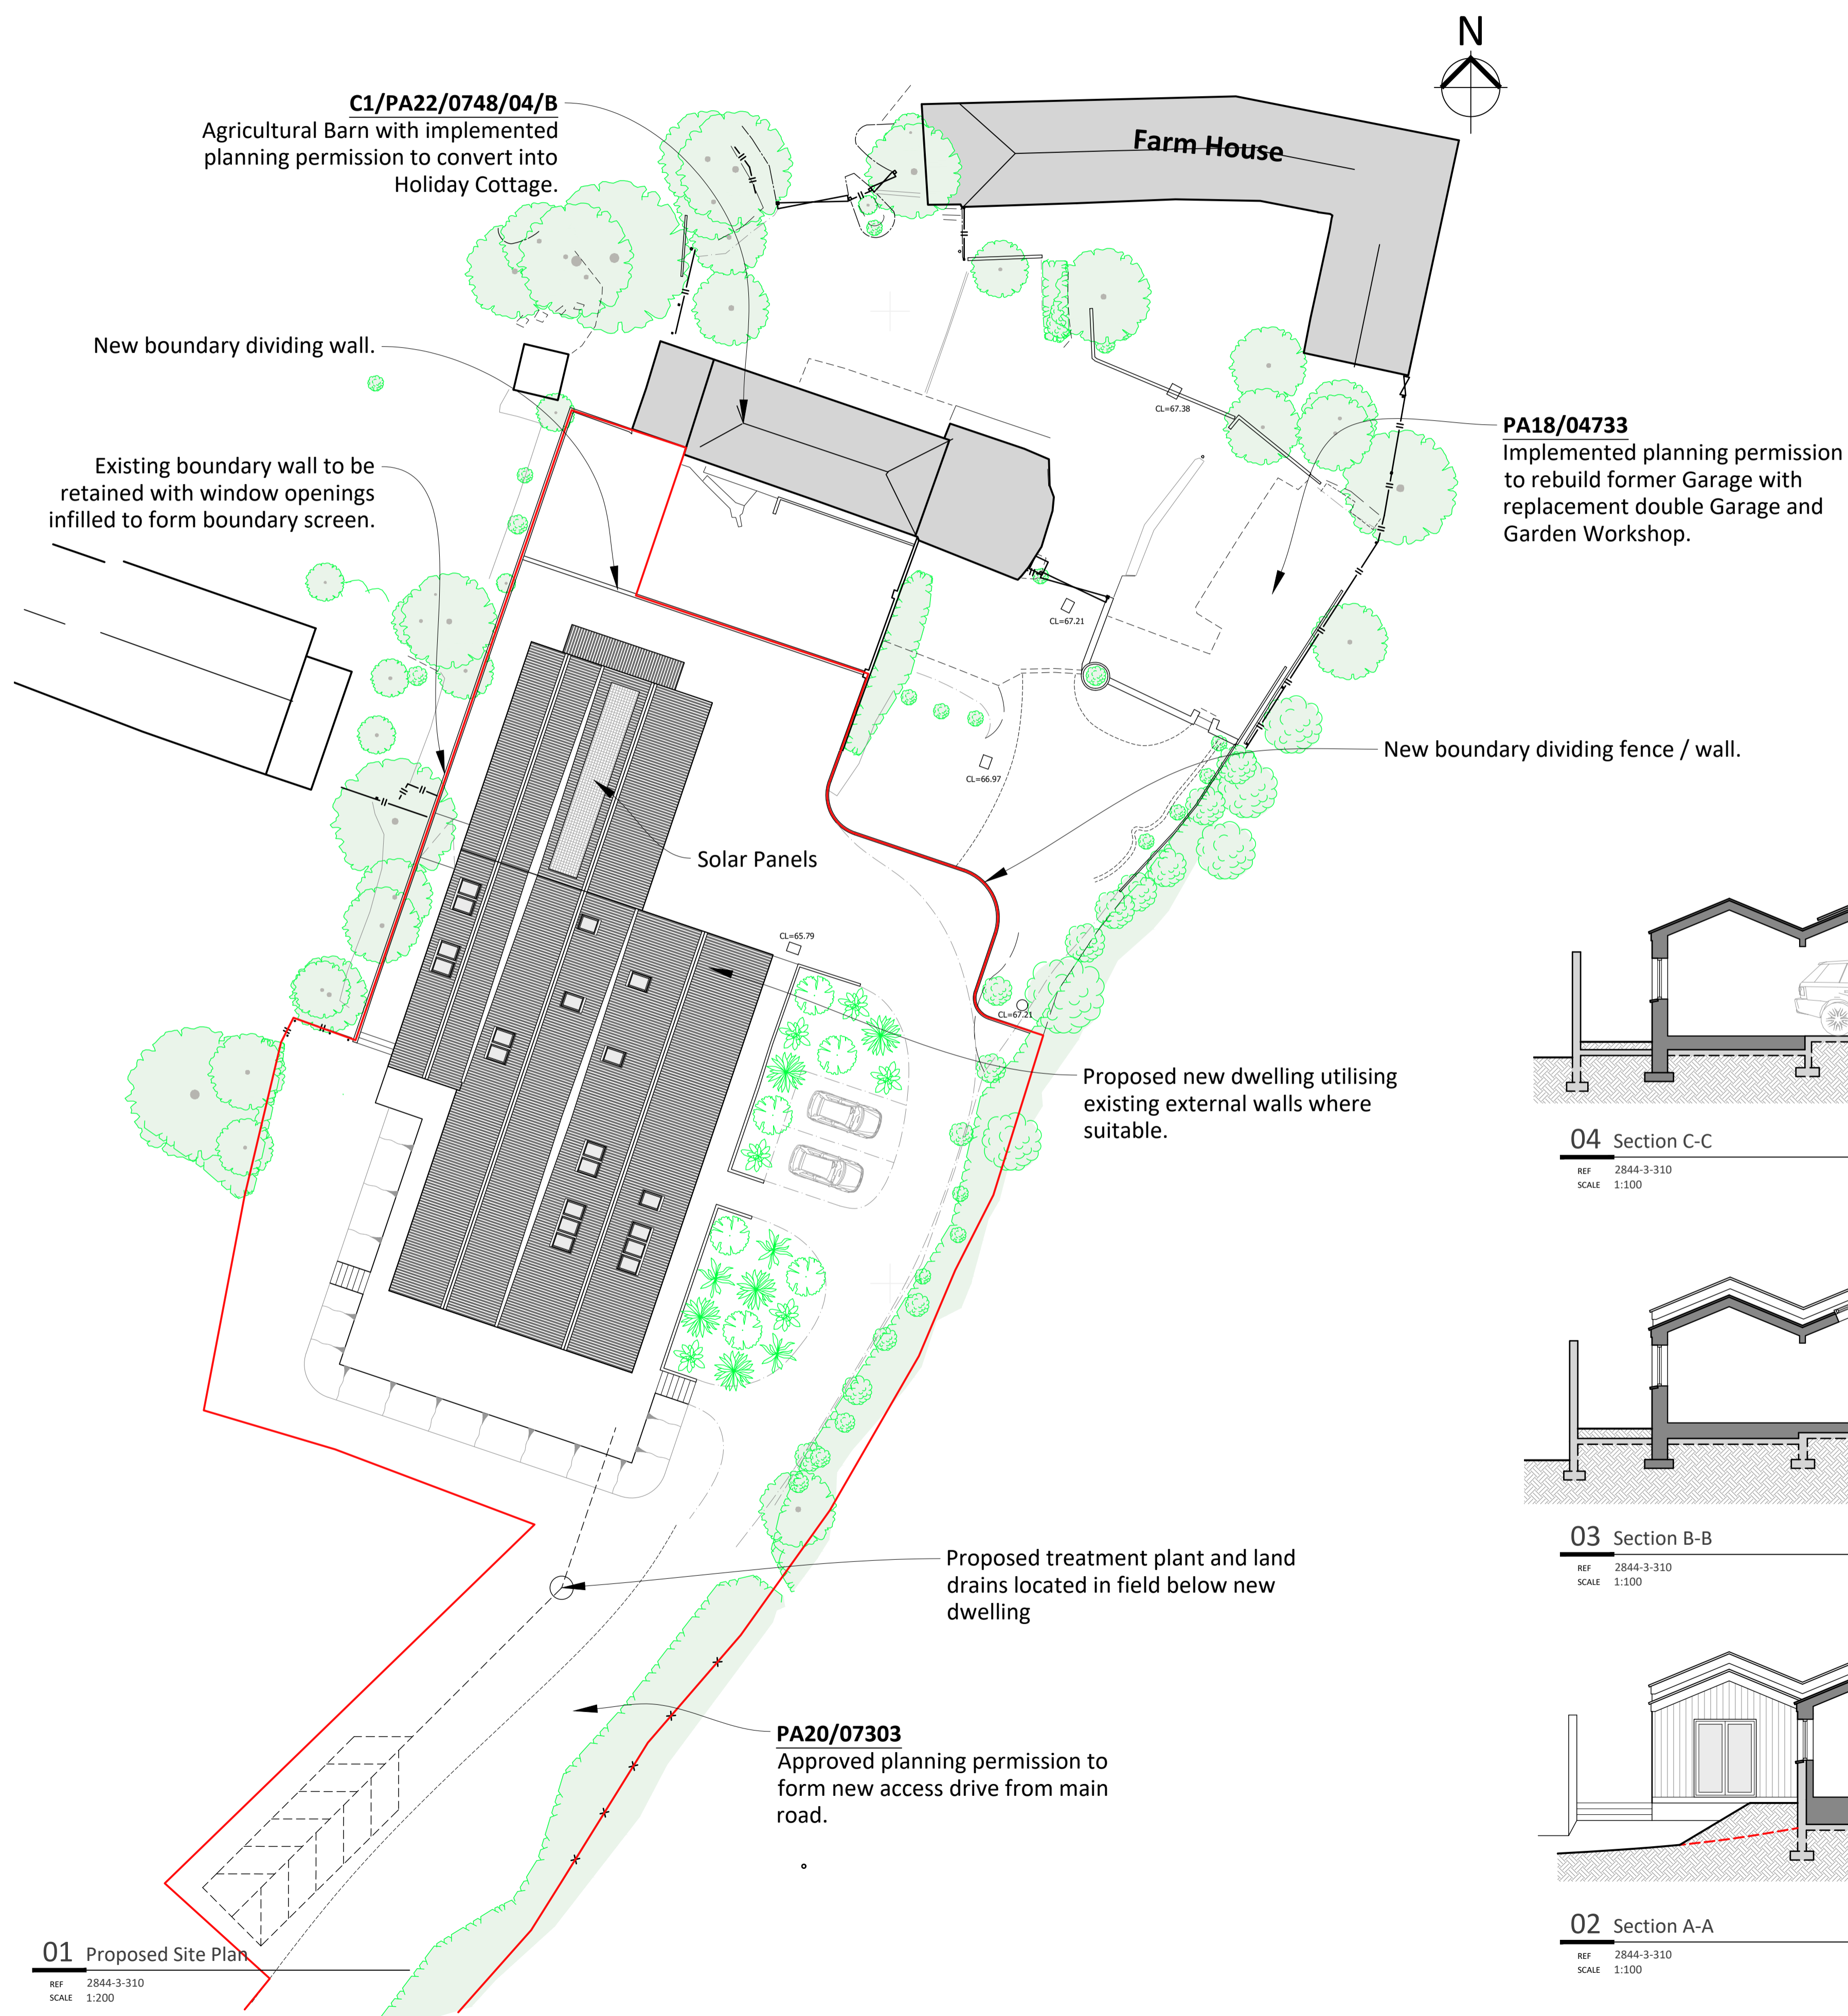 N
C1/PA22/0748/04/B
Agricultural Barn with implemented
planning permission to convert into
Holiday Cottage.
Farm House
New boundary dividing wall.
CL=67.38
PA18/04733
Implemented planning permission
to rebuild former Garage with
replacement double Garage and
Garden Workshop.
Existing boundary wall to be
retained with window openings
infilled to form boundary screen.
CL=67.21
New boundary dividing fence / wall.
CL=66.97
Solar Panels
CL=65.79
CL=67.21
Proposed new dwelling utilising
existing external walls where
suitable.
04 Section C-C
REF 2844-3-310
SCALE 1:100
03 Section B-B
REF 2844-3-310
SCALE 1:100
Proposed treatment plant and land
drains located in field below new
dwelling
PA20/07303
Approved planning permission to
form new access drive from main
road.
02 Section A-A
REF 2844-3-310
SCALE 1:100
01 Proposed Site Plan
REF 2844-3-310
SCALE 1:200